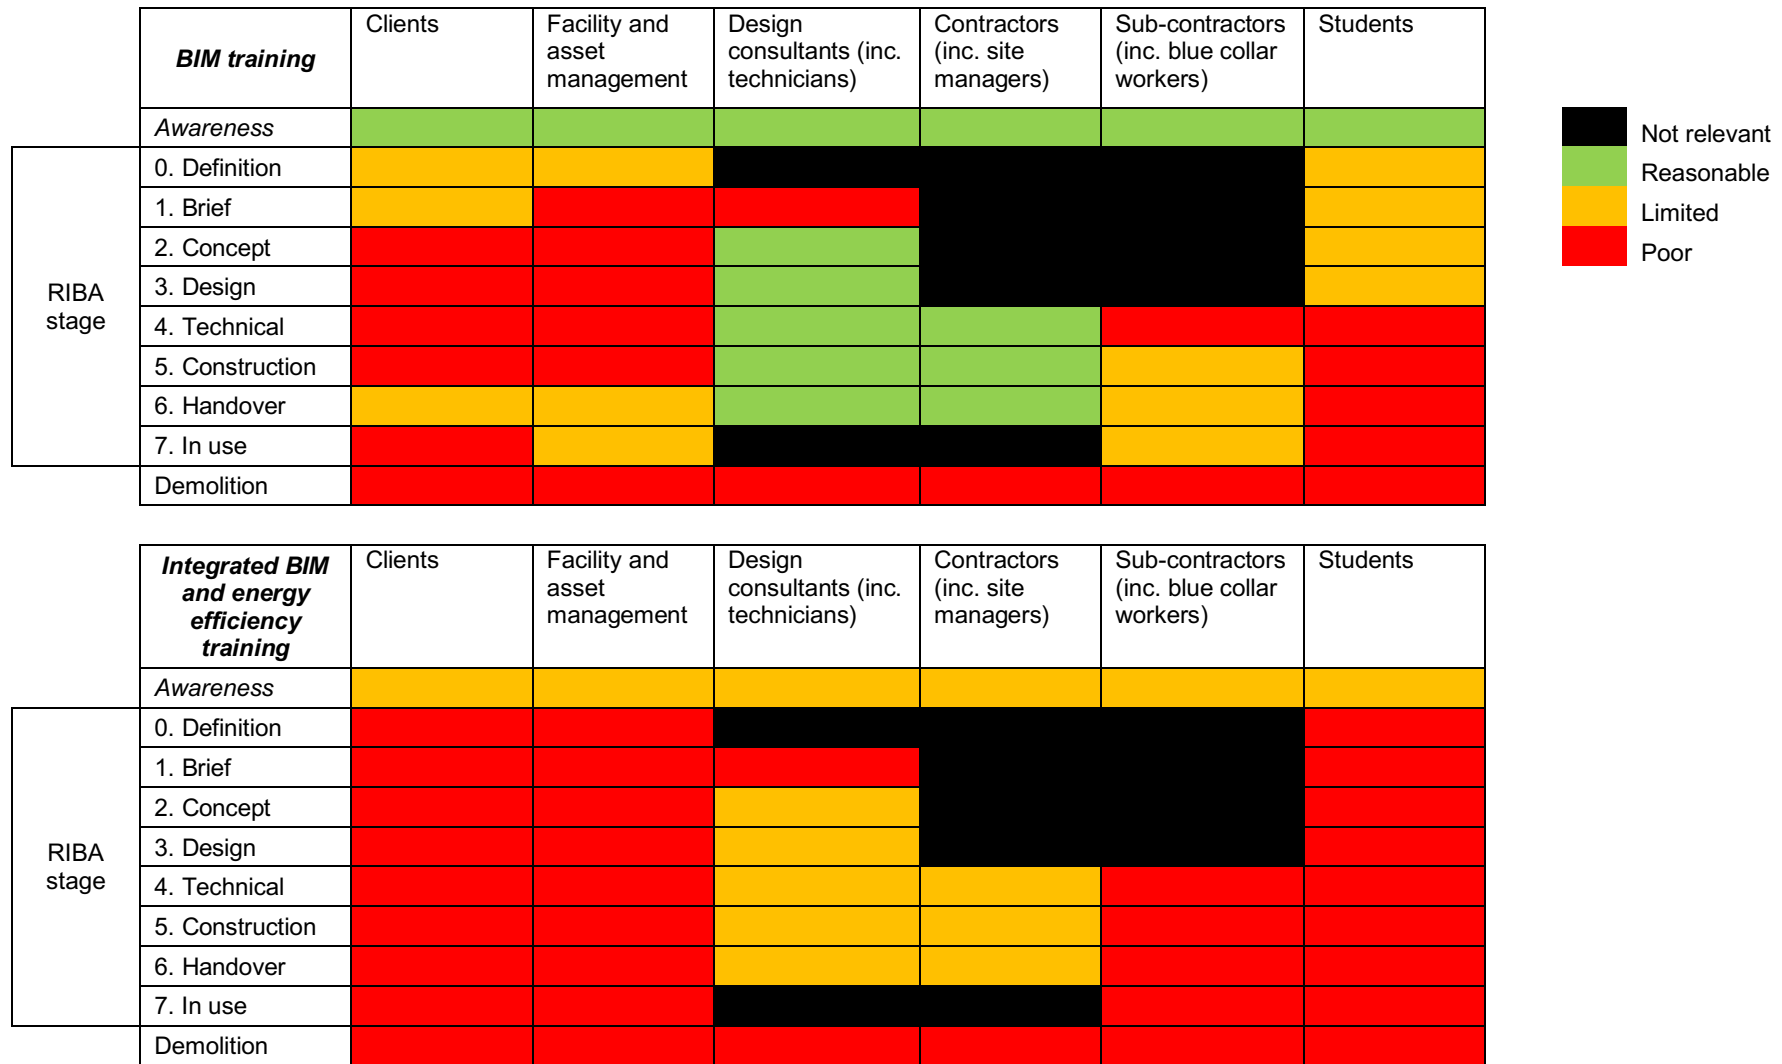 BIM training
Clients
Facility and
asset
management
Design
consultants (inc.
technicians)
Contractors
(inc. site
managers)
Sub-contractors
(inc. blue collar
workers)
Students
Awareness
RIBA
stage
0. Definition
1. Brief
2. Concept
3. Design
4. Technical
5. Construction
6. Handover
7. In use
Demolition
Not relevant
Reasonable
Limited
Poor
Integrated BIM
and energy
efficiency
training
Clients
Facility and
asset
management
Design
consultants (inc.
technicians)
Contractors
(inc. site
managers)
Sub-contractors
(inc. blue collar
workers)
Students
Awareness
RIBA
stage
0. Definition
1. Brief
2. Concept
3. Design
4. Technical
5. Construction
6. Handover
7. In use
Demolition